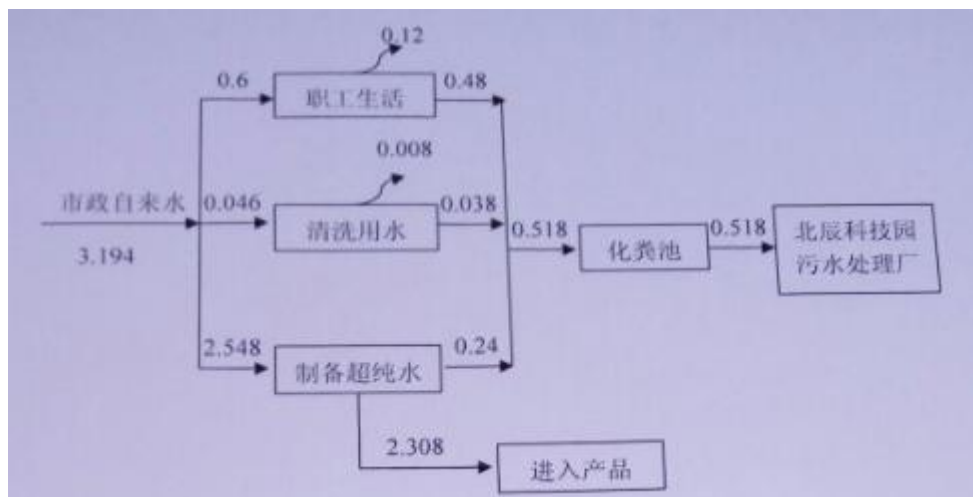 0.12
0.6
职工生活
0.48
0.008
市政自来水
0.046
清洗用水
0.038
3.194
0.518
化粪池
0.518
北辰科技园
污水处理厂
2.548
制备超纯水
0.24
2.308
进入产品